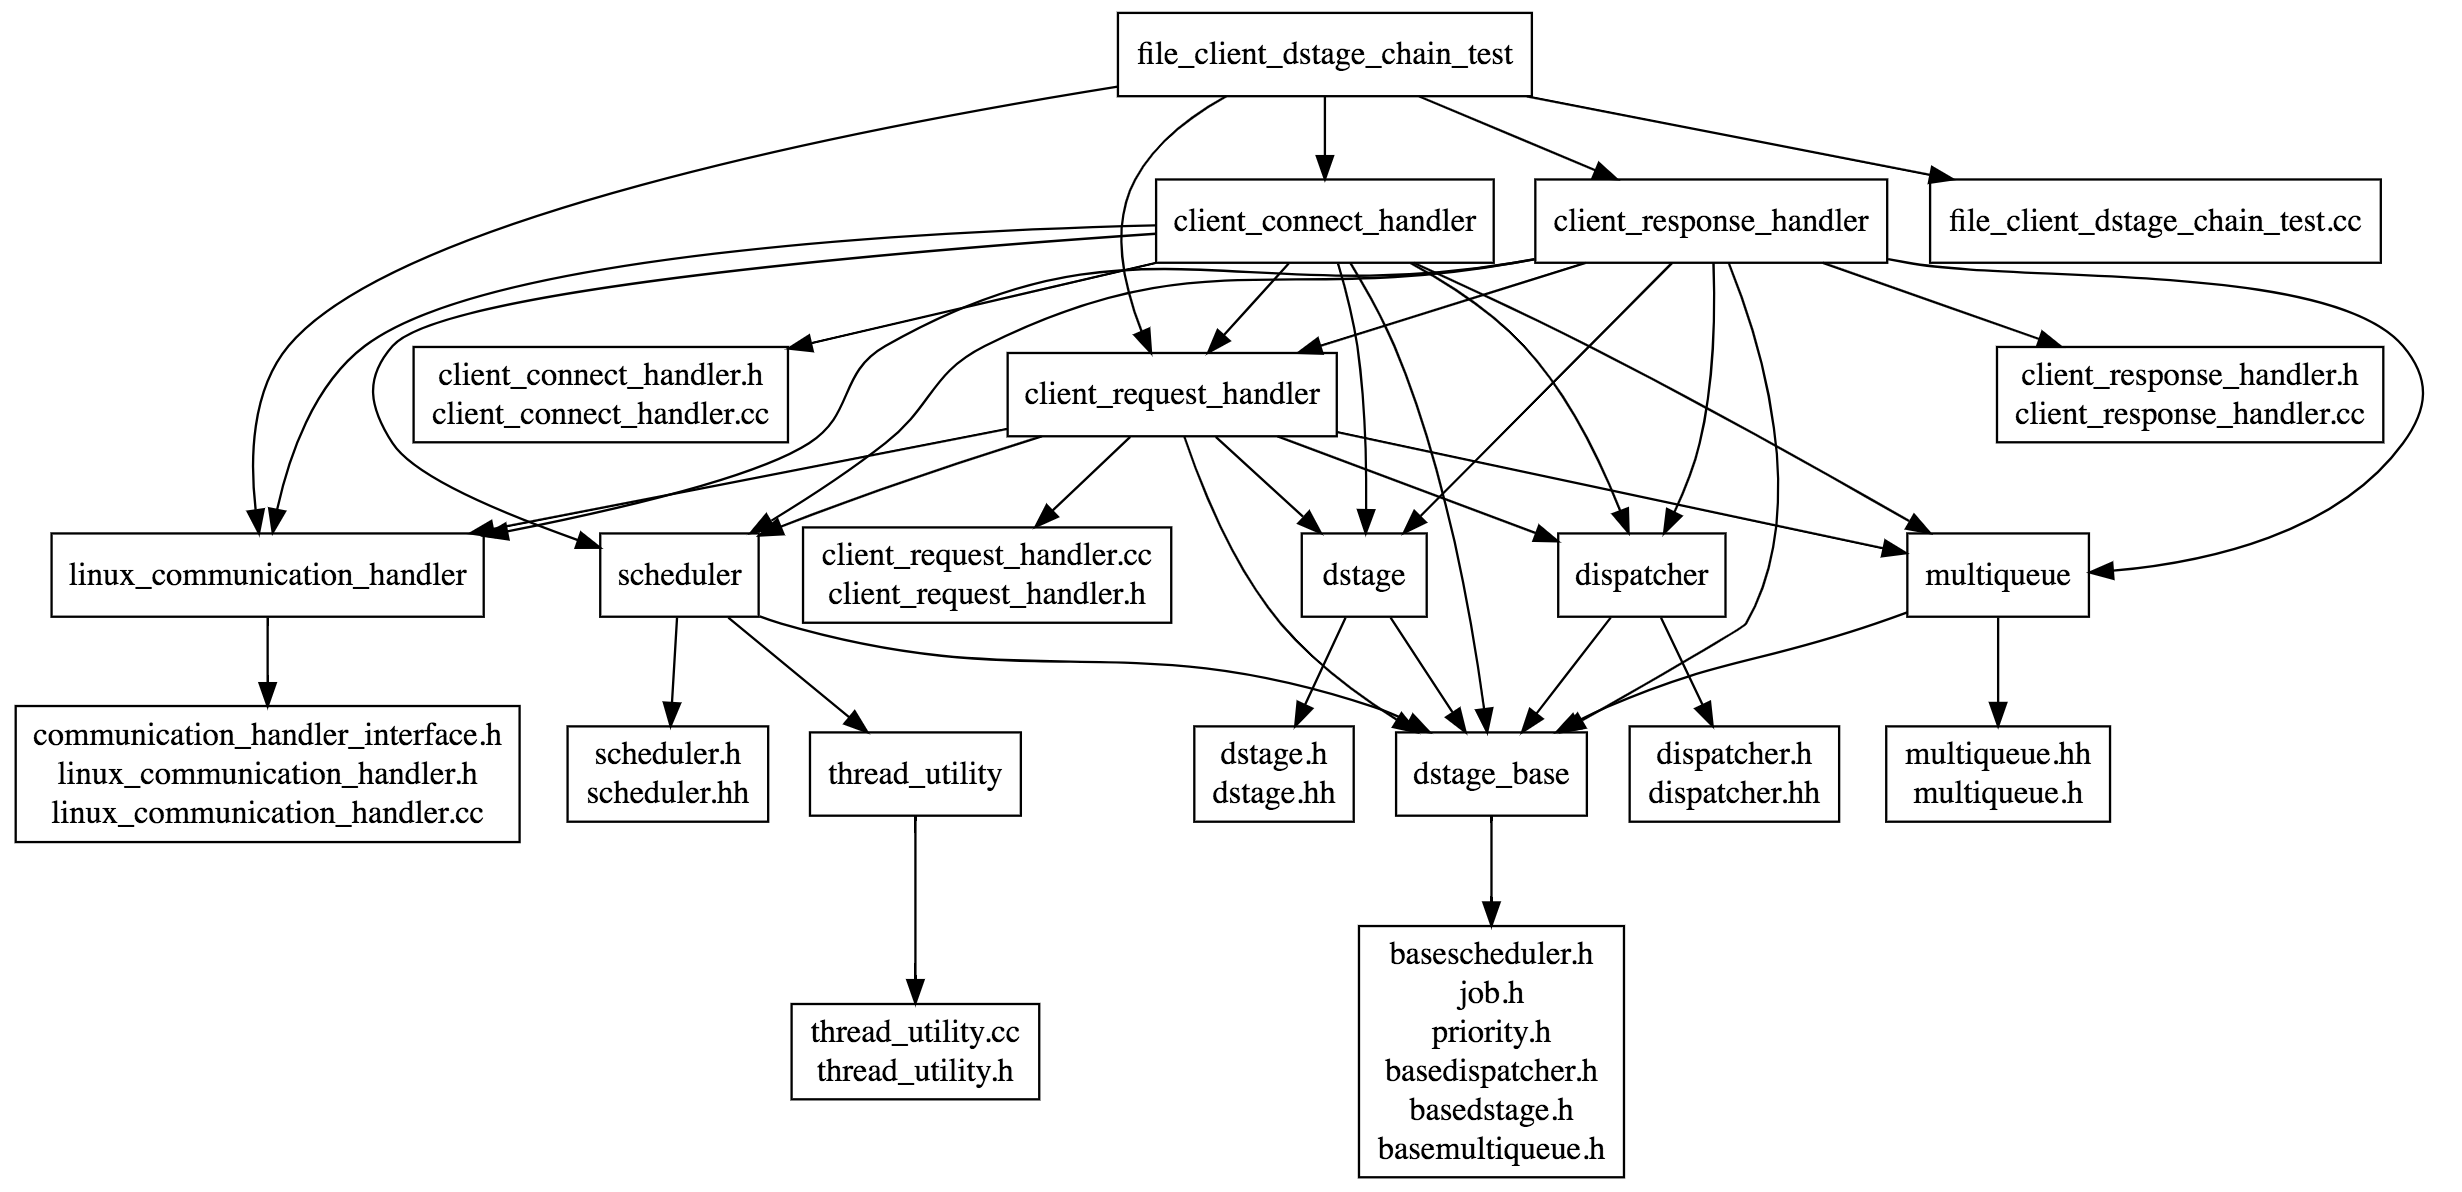 file_client_dstage_chain_test
client_connect_handler
client_response_handler
file_client_dstage_chain_test.cc
client_connect_handler.h
client_connect_handler.cc
client_request_handler
client_response_handler.h
client_response_handler.cc
linux_communication_handler
scheduler
client_request_handler.cc
client_request_handler.h
dstage
dispatcher
multiqueue
communication_handler_interface.h
linux_communication_handler.h
linux_communication_handler.cc
scheduler.h
scheduler.hh
thread_utility
dstage.h
dstage.hh
dstage_base
dispatcher.h
dispatcher.hh
multiqueue.hh
multiqueue.h
thread_utility.cc
thread_utility.h
basescheduler.h
job.h
priority.h
basedispatcher.h
basedstage.h
basemultiqueue.h